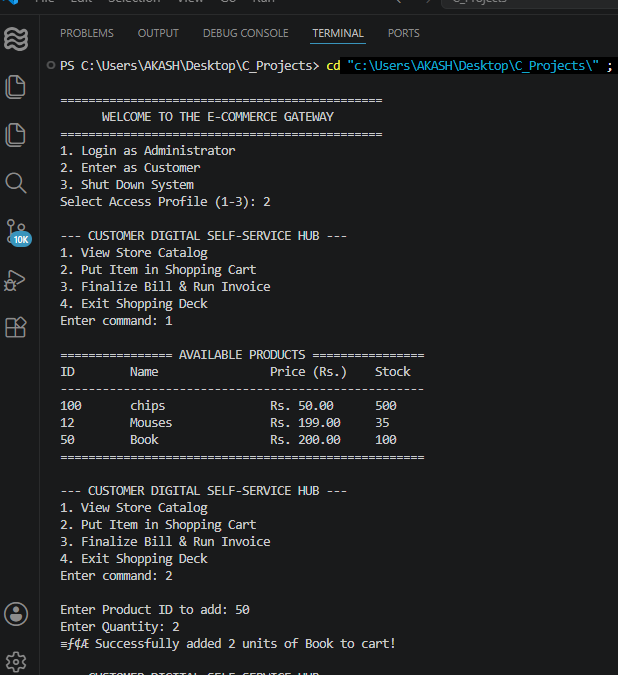 PROBLEMS OUTPUT DEBUG CONSOLE TERMINAL PORTS
PS C:\Users\AKASH\Desktop\C_Projects> cd "c:\Users\AKASH\Desktop\C_Projects\" ;
==============================================
WELCOME TO THE E-COMMERCE GATEWAY
==============================================
1. Login as Administrator
2. Enter as Customer
3. Shut Down System
Select Access Profile (1-3): 2
--- CUSTOMER DIGITAL SELF-SERVICE HUB ---
1. View Store Catalog
2. Put Item in Shopping Cart
3. Finalize Bill & Run Invoice
4. Exit Shopping Deck
Enter command: 1
================ AVAILABLE PRODUCTS ================
ID Name Price (Rs.) Stock
----------------------------------------------------
100 chips Rs. 50.00 500
12 Mouses Rs. 199.00 35
50 Book Rs. 200.00 100
====================================================
--- CUSTOMER DIGITAL SELF-SERVICE HUB ---
1. View Store Catalog
2. Put Item in Shopping Cart
3. Finalize Bill & Run Invoice
4. Exit Shopping Deck
Enter command: 2
Enter Product ID to add: 50
Enter Quantity: 2
≡ƒ¢Æ Successfully added 2 units of Book to cart!
10K